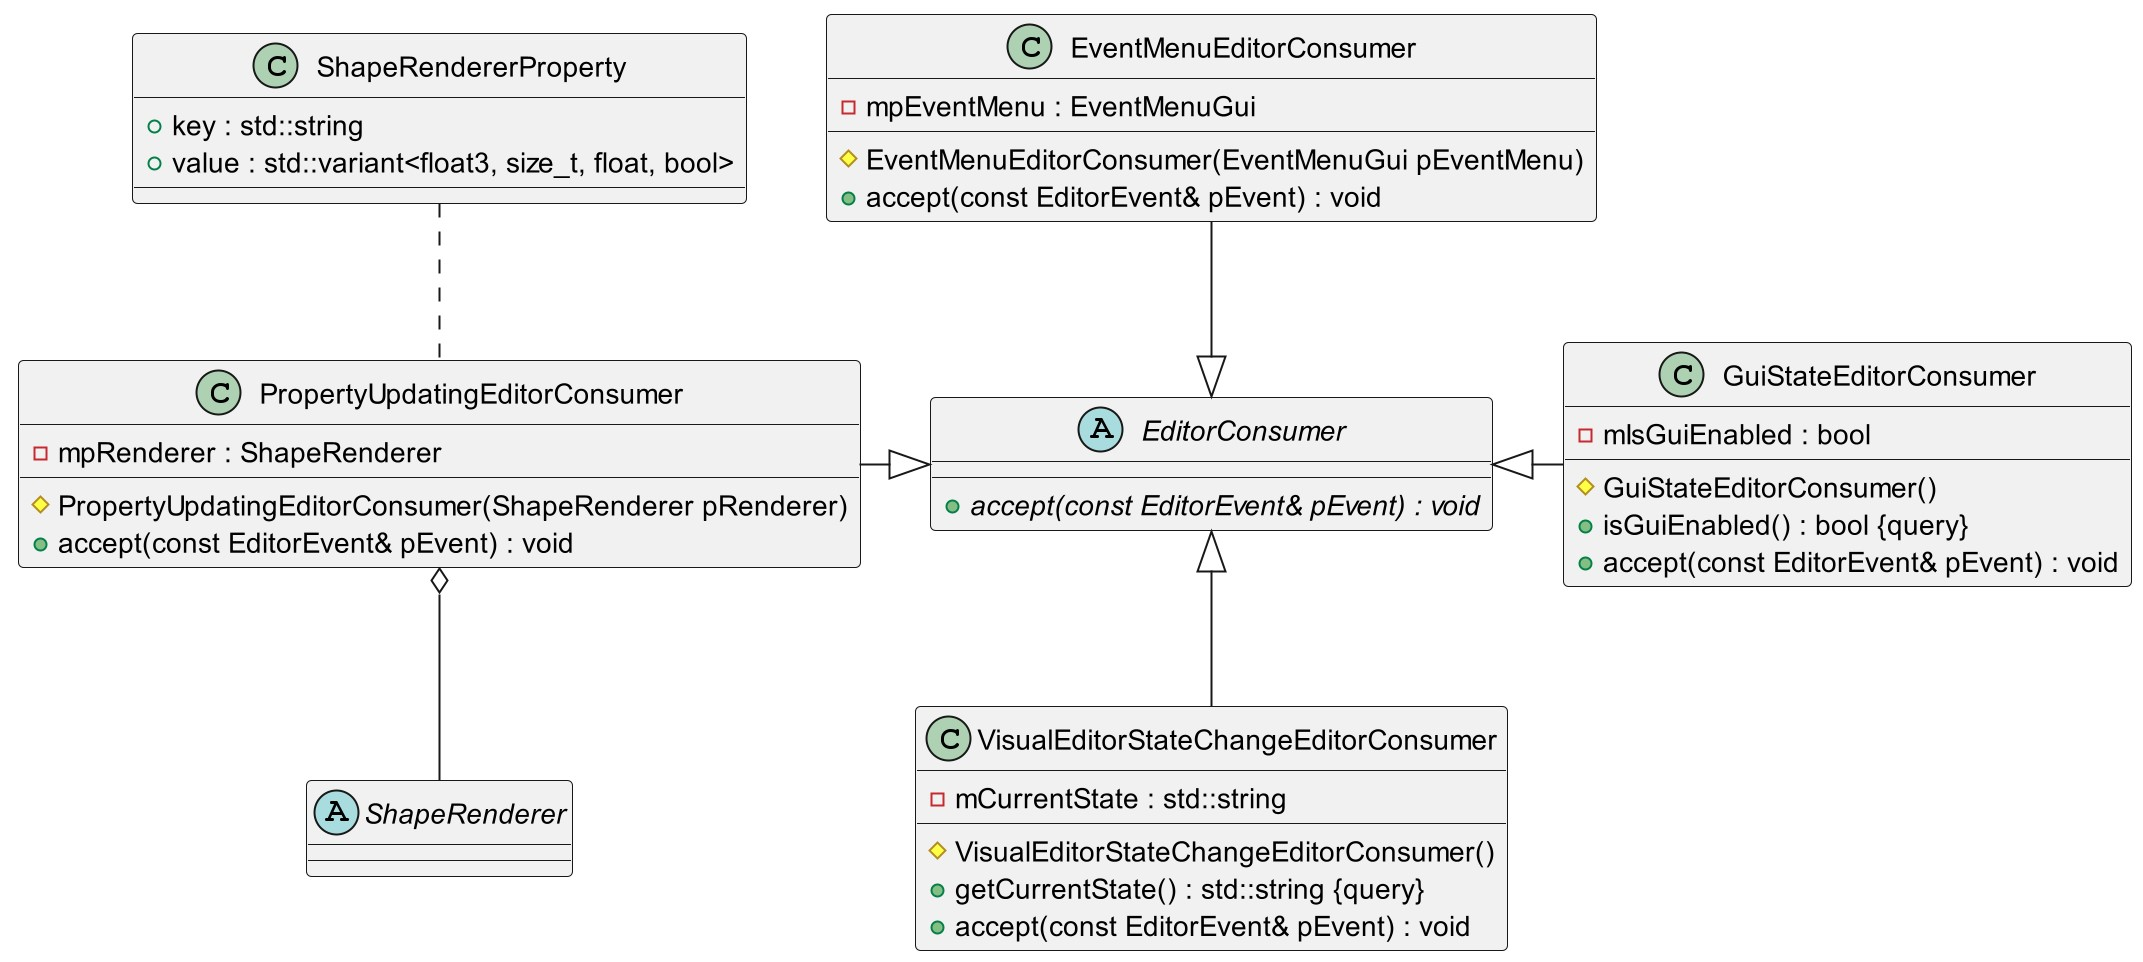 C ShapeRendererProperty
key : std::string
value : std::variant<float3, size_t, float, bool>
C EventMenuEditorConsumer
mpEventMenu : EventMenuGui
EventMenuEditorConsumer(EventMenuGui pEventMenu)
accept(const EditorEvent& pEvent) : void
C PropertyUpdatingEditorConsumer
mpRenderer : ShapeRenderer
PropertyUpdatingEditorConsumer(ShapeRenderer pRenderer)
accept(const EditorEvent& pEvent) : void
A EditorConsumer
accept(const EditorEvent& pEvent) : void
C GuiStateEditorConsumer
mIsGuiEnabled : bool
GuiStateEditorConsumer()
isGuiEnabled() : bool {query}
accept(const EditorEvent& pEvent) : void
A ShapeRenderer
C VisualEditorStateChangeEditorConsumer
mCurrentState : std::string
VisualEditorStateChangeEditorConsumer()
getCurrentState() : std::string {query}
accept(const EditorEvent& pEvent) : void